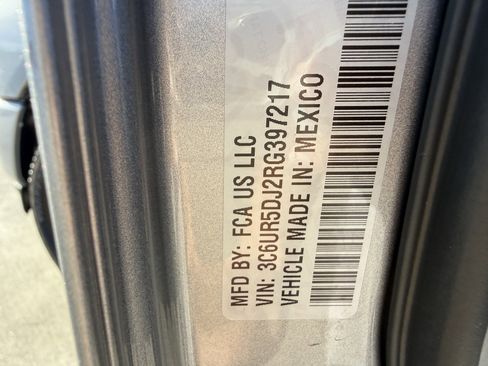 MFD BY: FCA US LLC
VIN: 3C6UR5DJ2RG397217
VEHICLE MADE IN: MEXICO